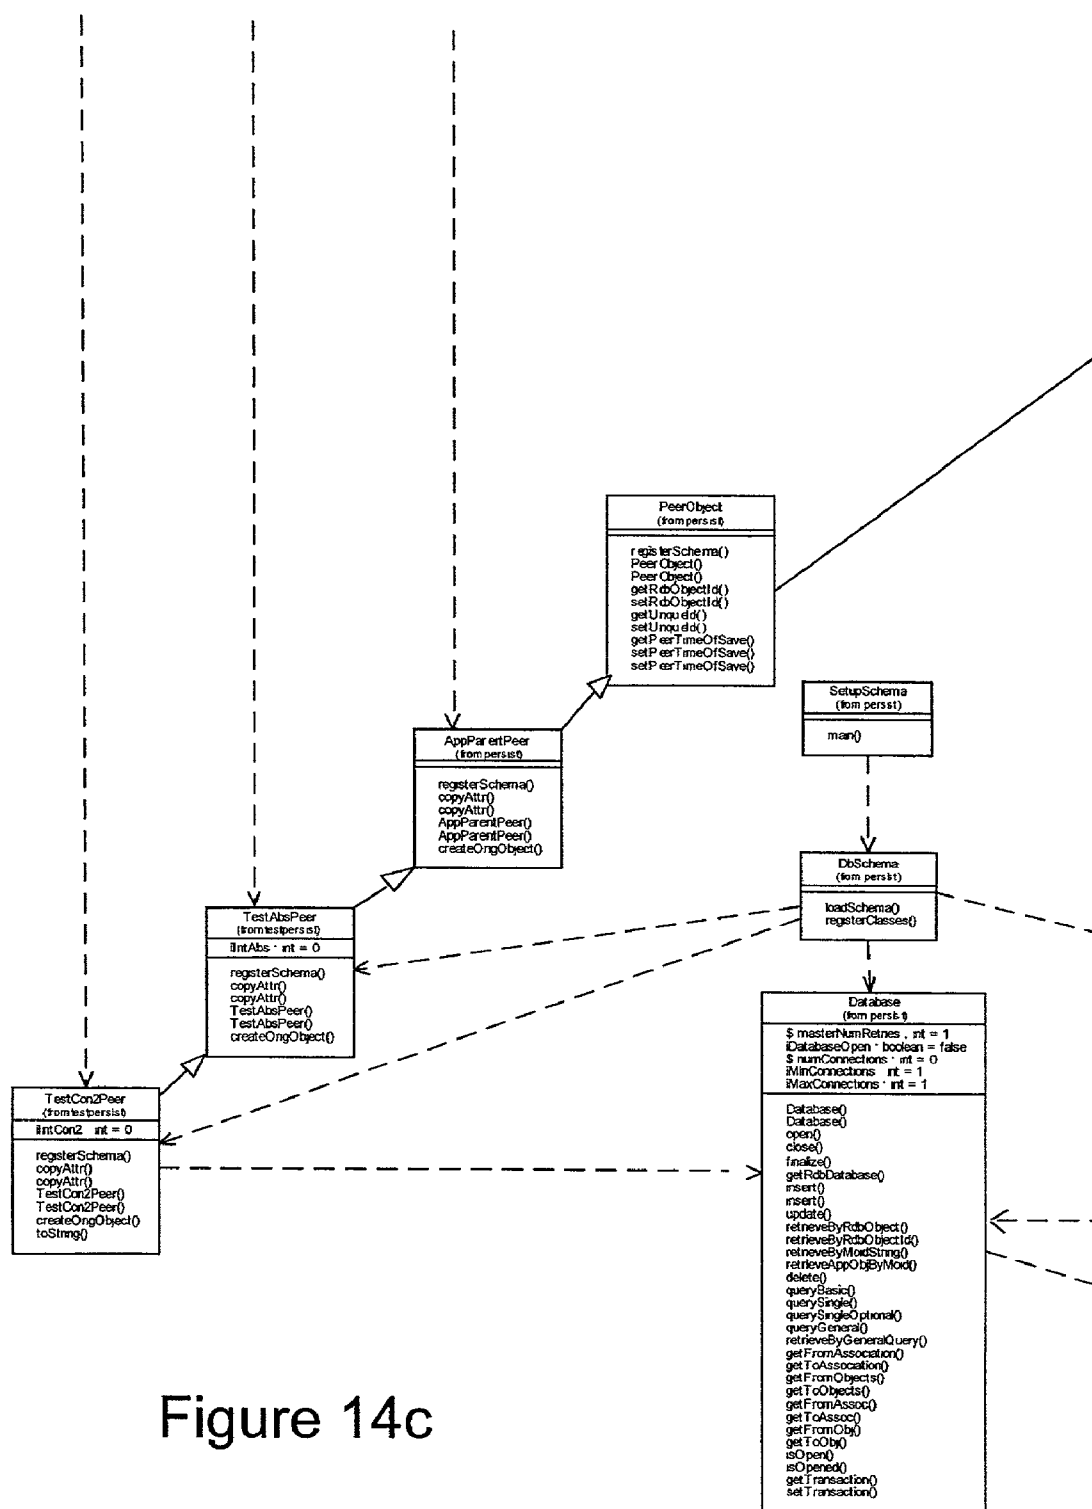 PeerObject
(from persist)
registerSchema()
PeerObject()
PeerObject()
getRdbObjectId()
setRdbObjectId()
getUniqueId()
setUniqueId()
getPeerTimeOfSave()
setPeerTimeOfSave()
setPeerTimeOfSave()
SetupSchema
(from persist)
main()
AppParentPeer
(from persist)
registerSchema()
copyAttr()
copyAttr()
AppParentPeer()
AppParentPeer()
createOrigObject()
DbSchema
(from persist)
loadSchema()
registerClasses()
TestAbsPeer
(from testpersist)
iIntAbs : int = 0
registerSchema()
copyAttr()
copyAttr()
TestAbsPeer()
TestAbsPeer()
createOrigObject()
Database
(from persist)
$ masterNumRetries : int = 1
iDatabaseOpen : boolean = false
$ numConnections : int = 0
iMinConnections : int = 1
iMaxConnections : int = 1
Database()
Database()
open()
close()
finalize()
getRdbDatabase()
insert()
insert()
update()
retrieveByRdbObject()
retrieveByRdbObjectId()
retrieveByMoidString()
retrieveAppObjByMoid()
delete()
queryBasic()
querySingle()
querySingleOptional()
queryGeneral()
retrieveByGeneralQuery()
getFromAssociation()
getToAssociation()
getFromObjects()
getToObjects()
getFromAssoc()
getToAssoc()
getFromObj()
getToObj()
isOpen()
isOpened()
getTransaction()
setTransaction()
TestCon2Peer
(from testpersist)
iIntCon2 : int = 0
registerSchema()
copyAttr()
copyAttr()
TestCon2Peer()
TestCon2Peer()
createOrigObject()
toString()
Figure 14c